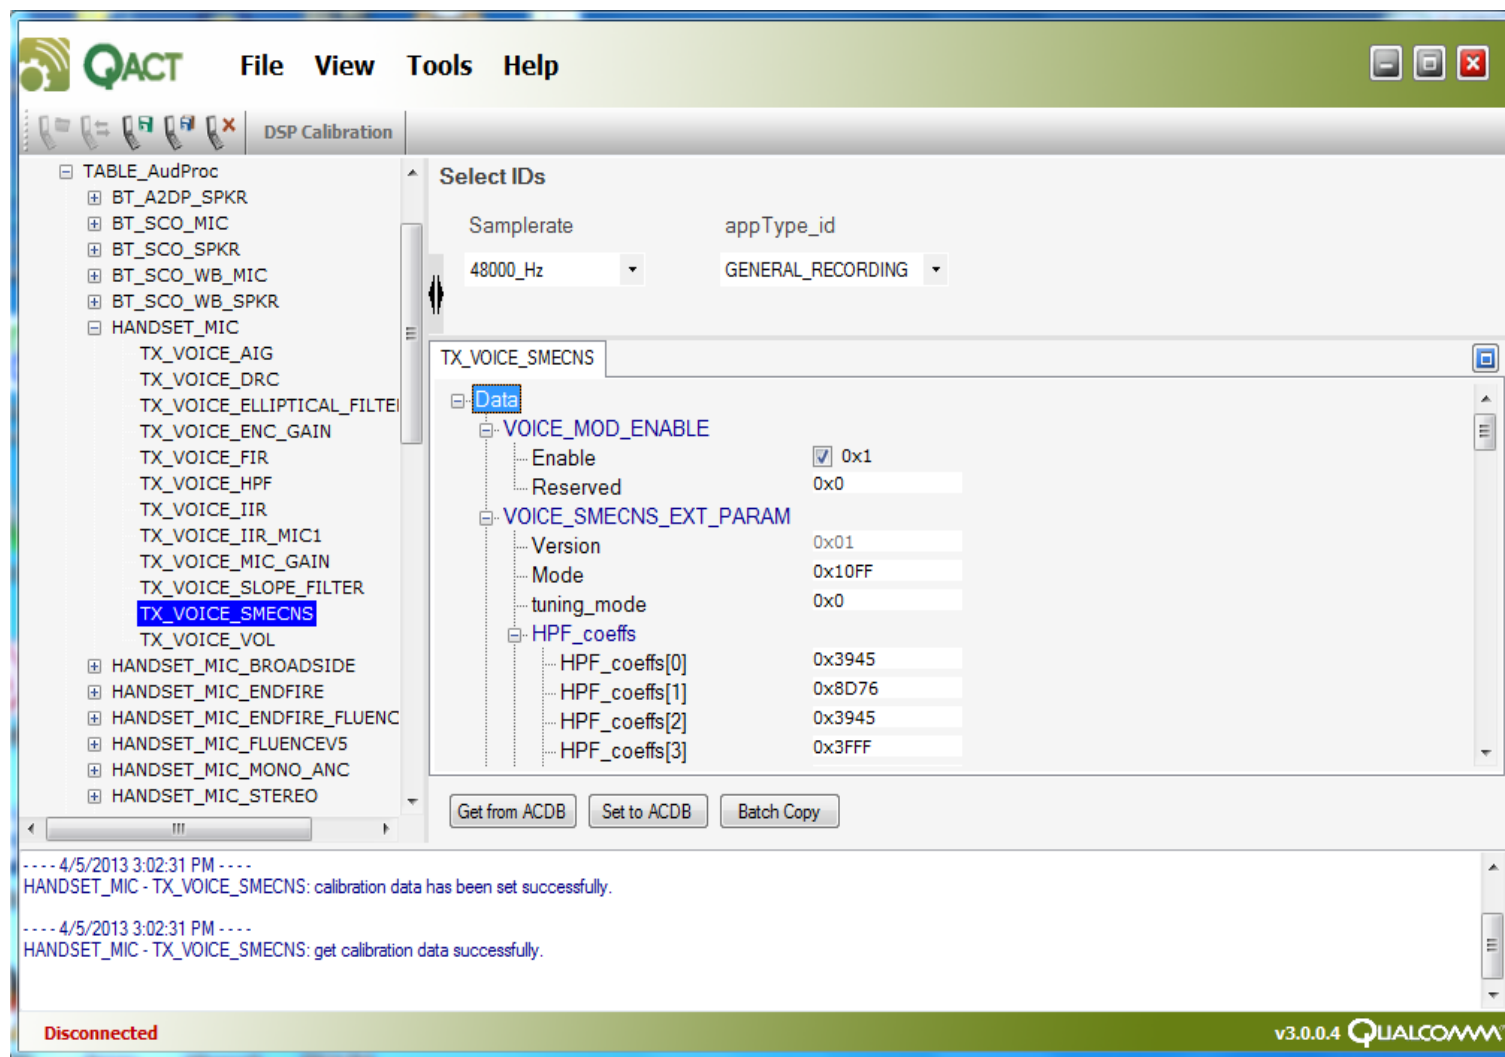 QACT File View Tools Help
DSP Calibration
TABLE_AudProc
BT_A2DP_SPKR
BT_SCO_MIC
BT_SCO_SPKR
BT_SCO_WB_MIC
BT_SCO_WB_SPKR
HANDSET_MIC
TX_VOICE_AIG
TX_VOICE_DRC
TX_VOICE_ELLIPTICAL_FILTE
TX_VOICE_ENC_GAIN
TX_VOICE_FIR
TX_VOICE_HPF
TX_VOICE_IIR
TX_VOICE_IIR_MIC1
TX_VOICE_MIC_GAIN
TX_VOICE_SLOPE_FILTER
TX_VOICE_SMECNS
TX_VOICE_VOL
HANDSET_MIC_BROADSIDE
HANDSET_MIC_ENDFIRE
HANDSET_MIC_ENDFIRE_FLUENC
HANDSET_MIC_FLUENCEV5
HANDSET_MIC_MONO_ANC
HANDSET_MIC_STEREO
Select IDs
Samplerate appType_id
48000_Hz GENERAL_RECORDING
TX_VOICE_SMECNS
Data
VOICE_MOD_ENABLE
Enable 0x1
Reserved 0x0
VOICE_SMECNS_EXT_PARAM
Version 0x01
Mode 0x10FF
tuning_mode 0x0
HPF_coeffs
HPF_coeffs[0] 0x3945
HPF_coeffs[1] 0x8D76
HPF_coeffs[2] 0x3945
HPF_coeffs[3] 0x3FFF
Get from ACDB Set to ACDB Batch Copy
- - - - 4/5/2013 3:02:31 PM - - - -
HANDSET_MIC - TX_VOICE_SMECNS: calibration data has been set successfully.
- - - - 4/5/2013 3:02:31 PM - - - -
HANDSET_MIC - TX_VOICE_SMECNS: get calibration data successfully.
Disconnected v3.0.0.4 QUALCOMM